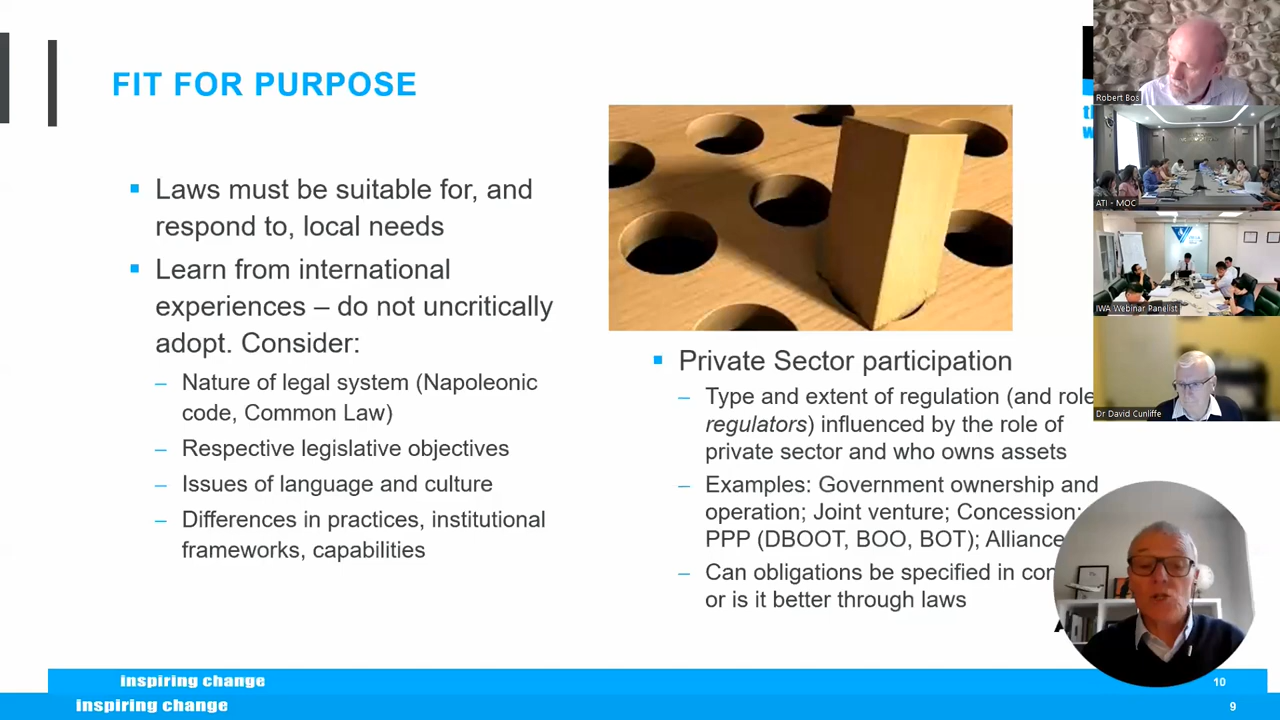 FIT FOR PURPOSE
Laws must be suitable for, and
respond to, local needs
Learn from international
experiences – do not uncritically
adopt. Consider:
– Nature of legal system (Napoleonic
code, Common Law)
– Respective legislative objectives
– Issues of language and culture
– Differences in practices, institutional
frameworks, capabilities
Private Sector participation
– Type and extent of regulation (and role
regulators) influenced by the role of
private sector and who owns assets
– Examples: Government ownership and
operation; Joint venture; Concession;
PPP (DBOOT, BOO, BOT); Alliance
– Can obligations be specified in
or is it better through laws
Robert Bos
ATI - MOC
IWA Webinar Panelist
Dr David Cunliffe
inspiring change
10
inspiring change
9